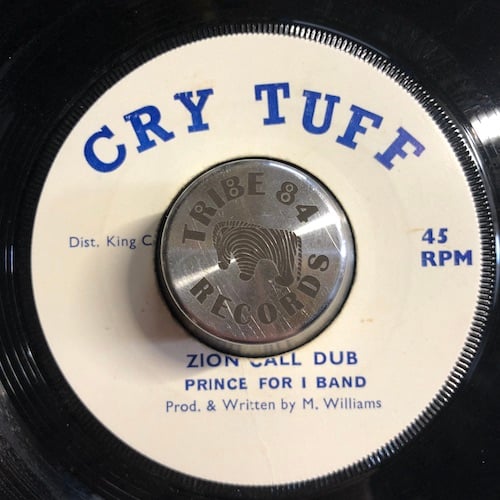 CRY TUFF
TRIBE 84
RECORDS
Dist. King C
45
RPM
ZION CALL DUB
PRINCE FOR I BAND
Prod. & Written by M. Williams